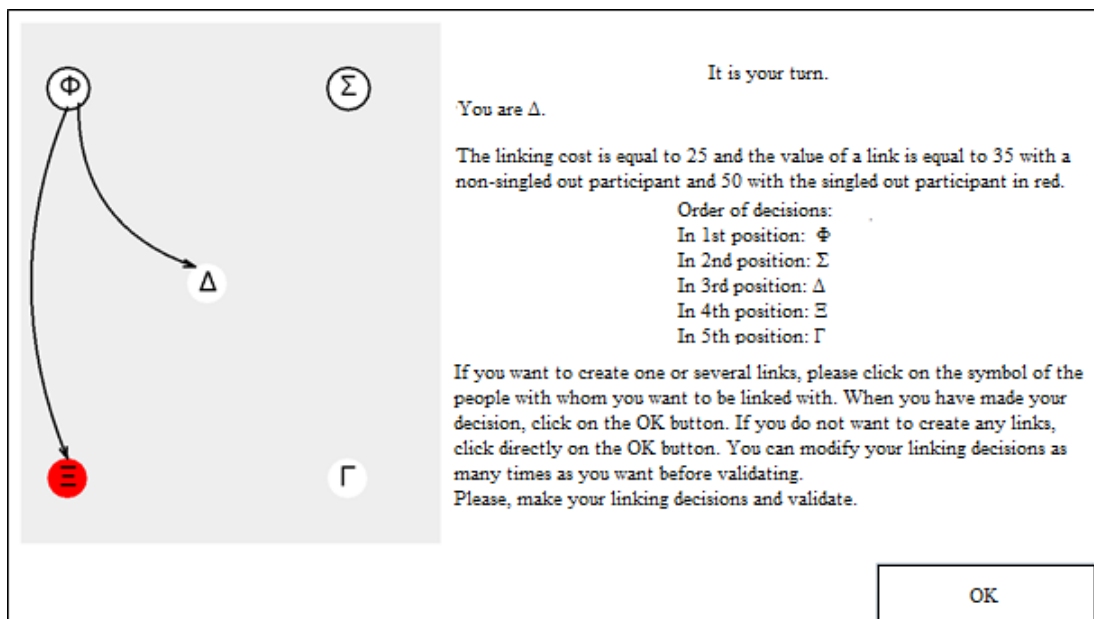 Φ
Σ
Δ
Ξ
Γ
It is your turn.
You are Δ.
The linking cost is equal to 25 and the value of a link is equal to 35 with a
non-singled out participant and 50 with the singled out participant in red.
Order of decisions:
In 1st position: Φ
In 2nd position: Σ
In 3rd position: Δ
In 4th position: Ξ
In 5th position: Γ
If you want to create one or several links, please click on the symbol of the
people with whom you want to be linked with. When you have made your
decision, click on the OK button. If you do not want to create any links,
click directly on the OK button. You can modify your linking decisions as
many times as you want before validating.
Please, make your linking decisions and validate.
OK